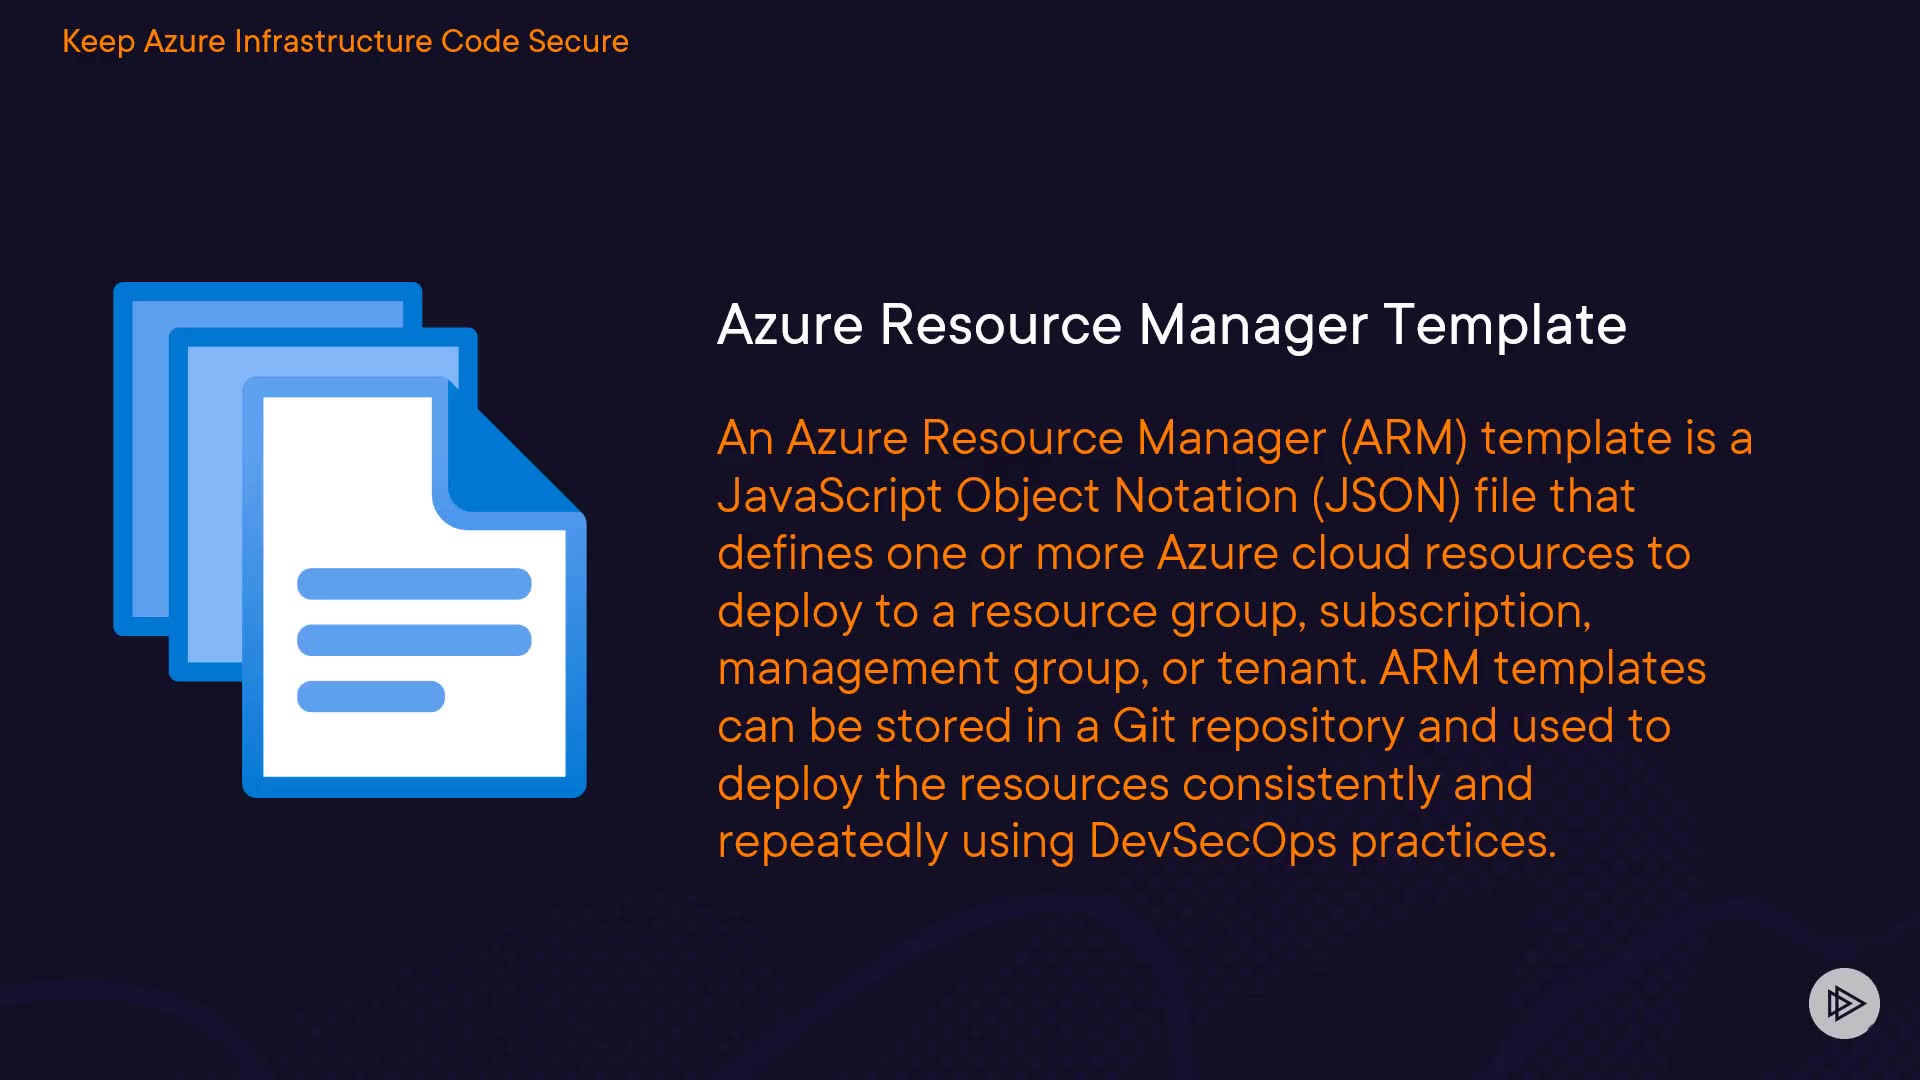 Keep Azure Infrastructure Code Secure
Azure Resource Manager Template
An Azure Resource Manager (ARM) template is a
JavaScript Object Notation (JSON) file that
defines one or more Azure cloud resources to
deploy to a resource group, subscription,
management group, or tenant. ARM templates
can be stored in a Git repository and used to
deploy the resources consistently and
repeatedly using DevSecOps practices.